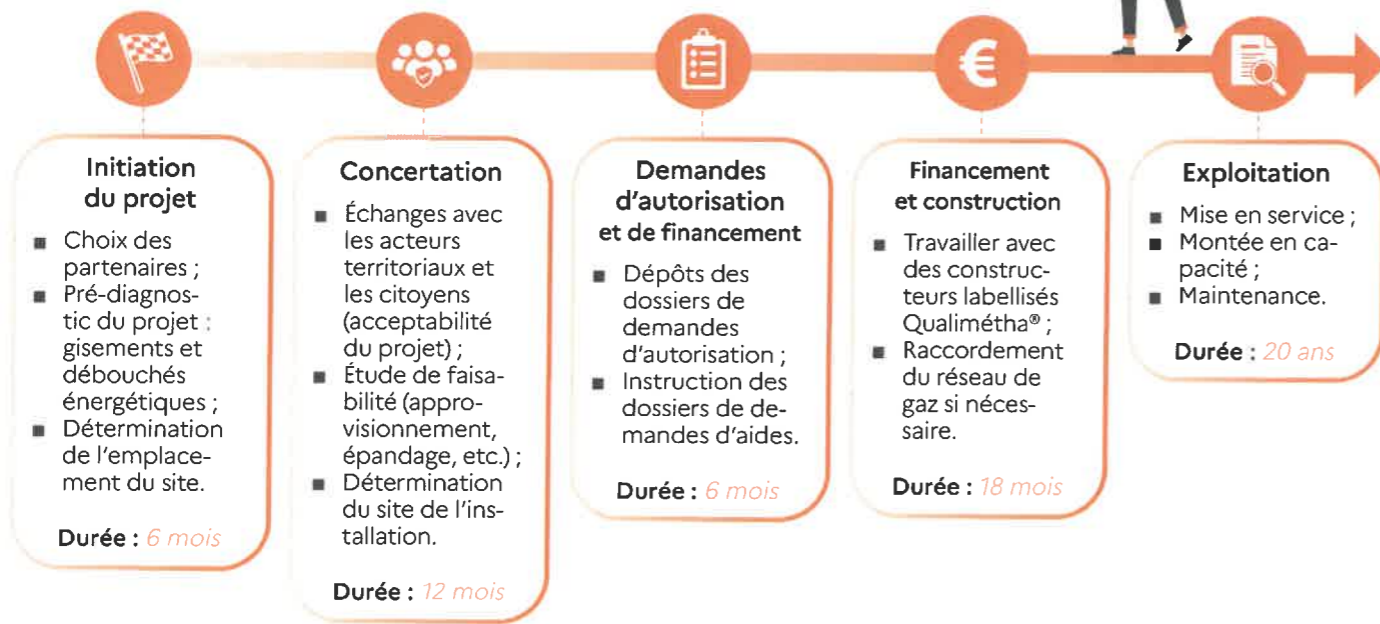 Initiation
du projet
■ Choix des
partenaires ;
■ Pré-diagnos-
tic du projet :
gisements et
débouchés
énergétiques ;
■ Détermination
de l'emplace-
ment du site.
Durée : 6 mois
Concertation
■ Échanges avec
les acteurs
territoriaux et
les citoyens
(acceptabilité
du projet) ;
■ Étude de faisa-
bilité (appro-
visionnement,
épandage, etc.) ;
■ Détermination
du site de l'ins-
tallation.
Durée : 12 mois
Demandes
d'autorisation
et de financement
■ Dépôts des
dossiers de
demandes
d'autorisation ;
■ Instruction des
dossiers de de-
mandes d'aides.
Durée : 6 mois
€
Financement
et construction
■ Travailler avec
des construc-
teurs labellisés
Qualimétha® ;
■ Raccordement
du réseau de
gaz si néces-
saire.
Durée : 18 mois
Exploitation
■ Mise en service ;
■ Montée en ca-
pacité ;
■ Maintenance.
Durée : 20 ans